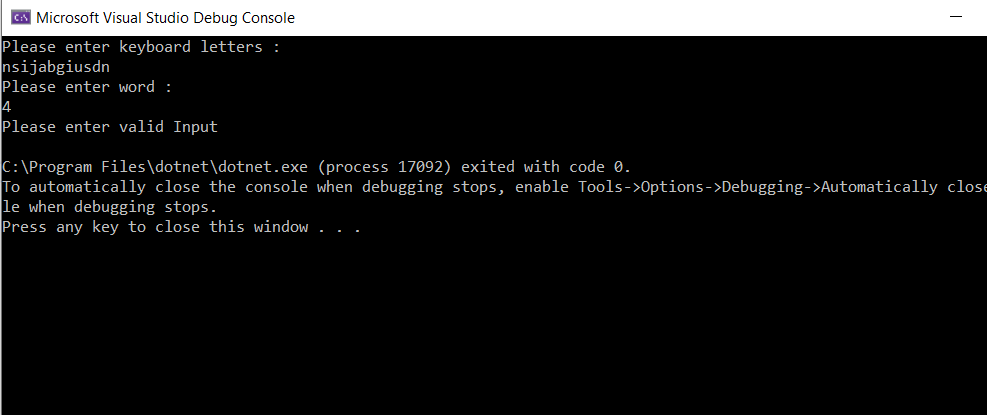 C:\ Microsoft Visual Studio Debug Console
Please enter keyboard letters :
nsijabgiusdn
Please enter word :
4
Please enter valid Input
C:\Program Files\dotnet\dotnet.exe (process 17092) exited with code 0.
To automatically close the console when debugging stops, enable Tools->Options->Debugging->Automatically close
le when debugging stops.
Press any key to close this window . . .